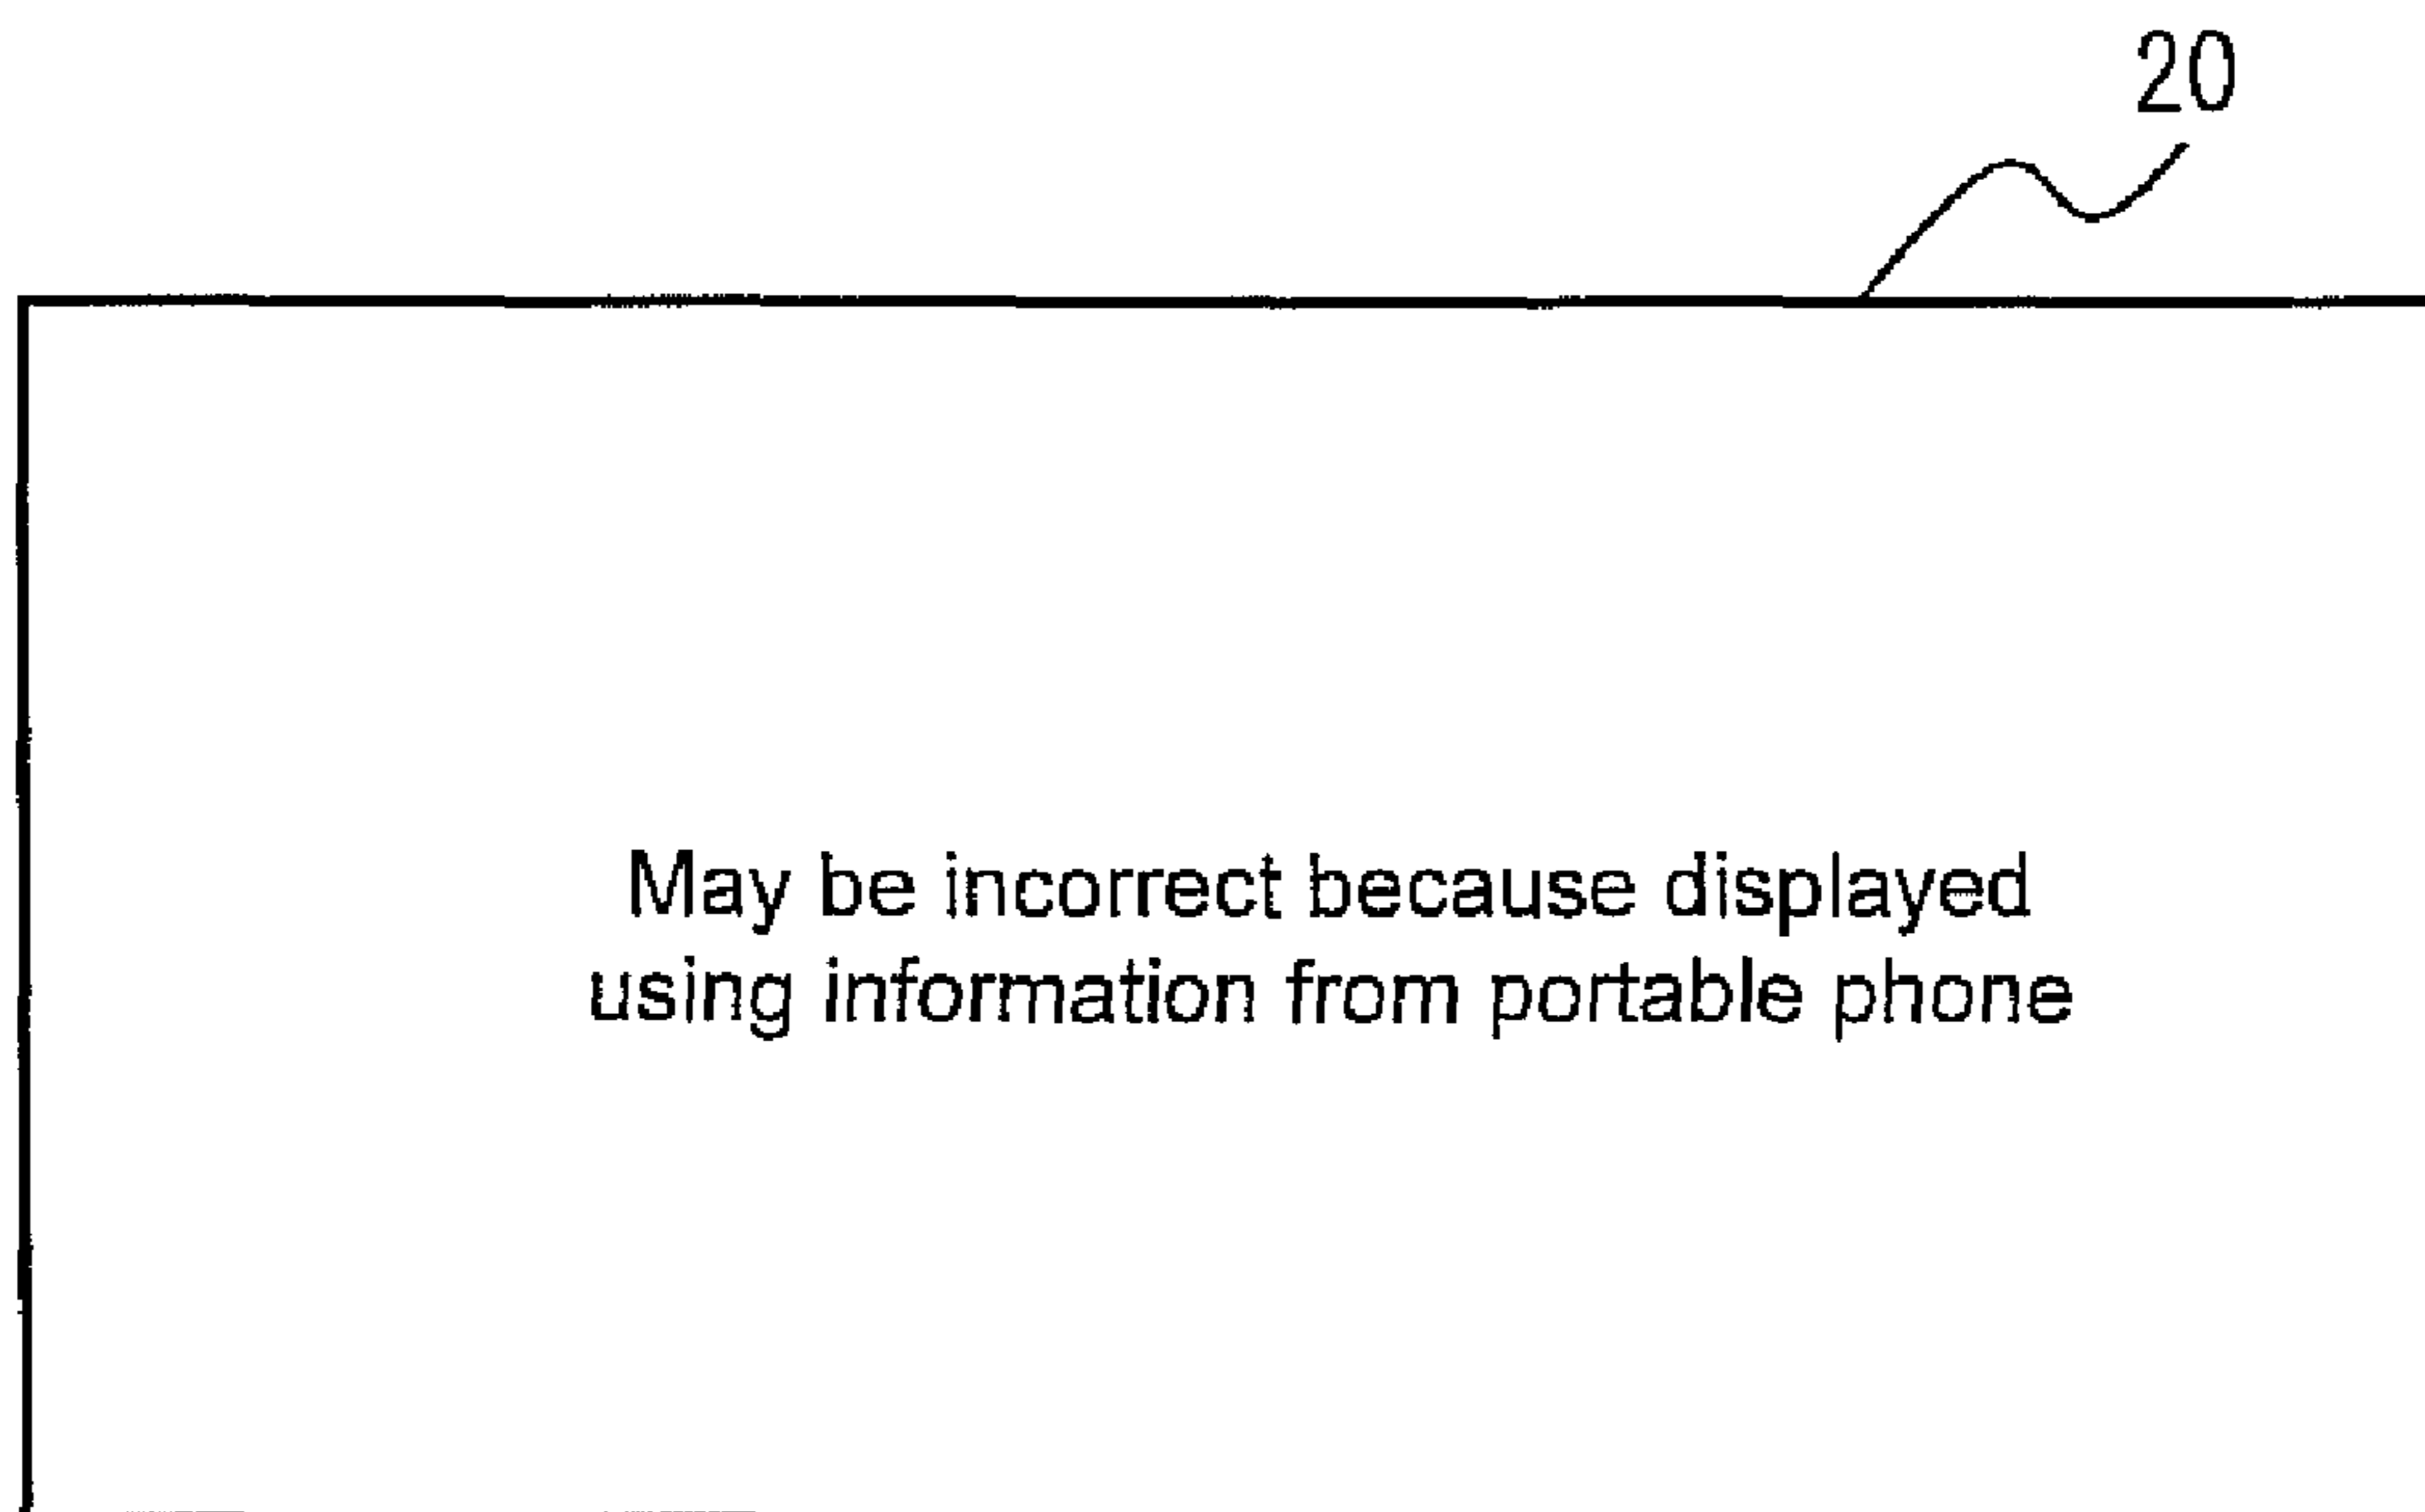 20
May be incorrect because displayed
using information from portable phone